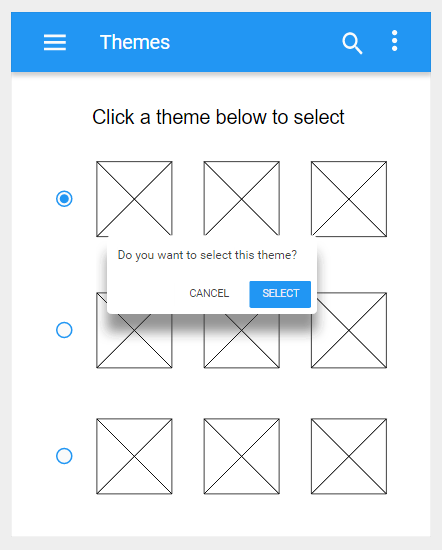 Themes
Click a theme below to select
Do you want to select this theme?
CANCEL SELECT